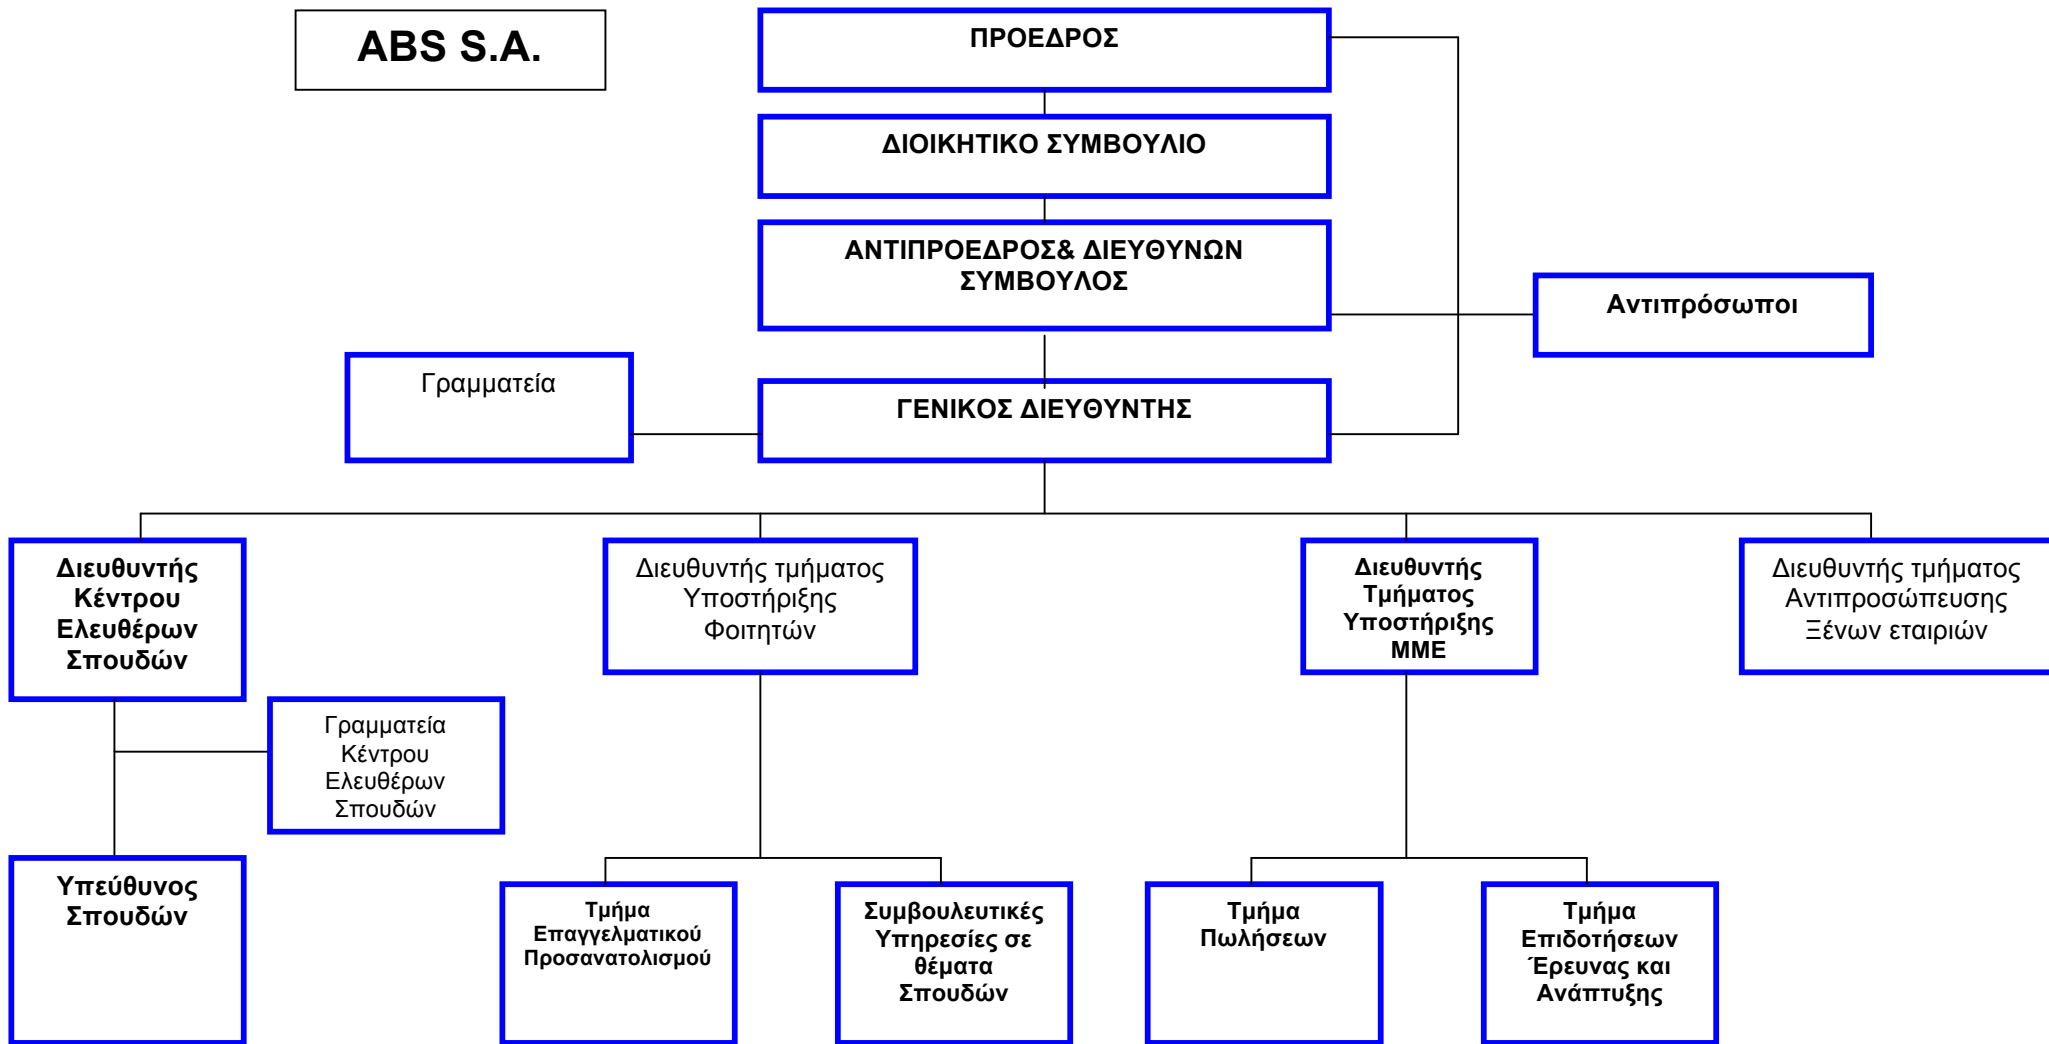 ABS S.A.
ΠΡΟΕΔΡΟΣ
ΔΙΟΙΚΗΤΙΚΟ ΣΥΜΒΟΥΛΙΟ
ΑΝΤΙΠΡΟΕΔΡΟΣ& ΔΙΕΥΘΥΝΩΝ
ΣΥΜΒΟΥΛΟΣ
Αντιπρόσωποι
Γραμματεία
ΓΕΝΙΚΟΣ ΔΙΕΥΘΥΝΤΗΣ
Διευθυντής
Κέντρου
Ελευθέρων
Σπουδών
Διευθυντής τμήματος
Υποστήριξης
Φοιτητών
Διευθυντής
Τμήματος
Υποστήριξης
ΜΜΕ
Διευθυντής τμήματος
Αντιπροσώπευσης
Ξένων εταιριών
Γραμματεία
Κέντρου
Ελευθέρων
Σπουδών
Υπεύθυνος
Σπουδών
Τμήμα
Επαγγελματικού
Προσανατολισμού
Συμβουλευτικές
Υπηρεσίες σε
θέματα
Σπουδών
Τμήμα
Πωλήσεων
Τμήμα
Επιδοτήσεων
Έρευνας και
Ανάπτυξης